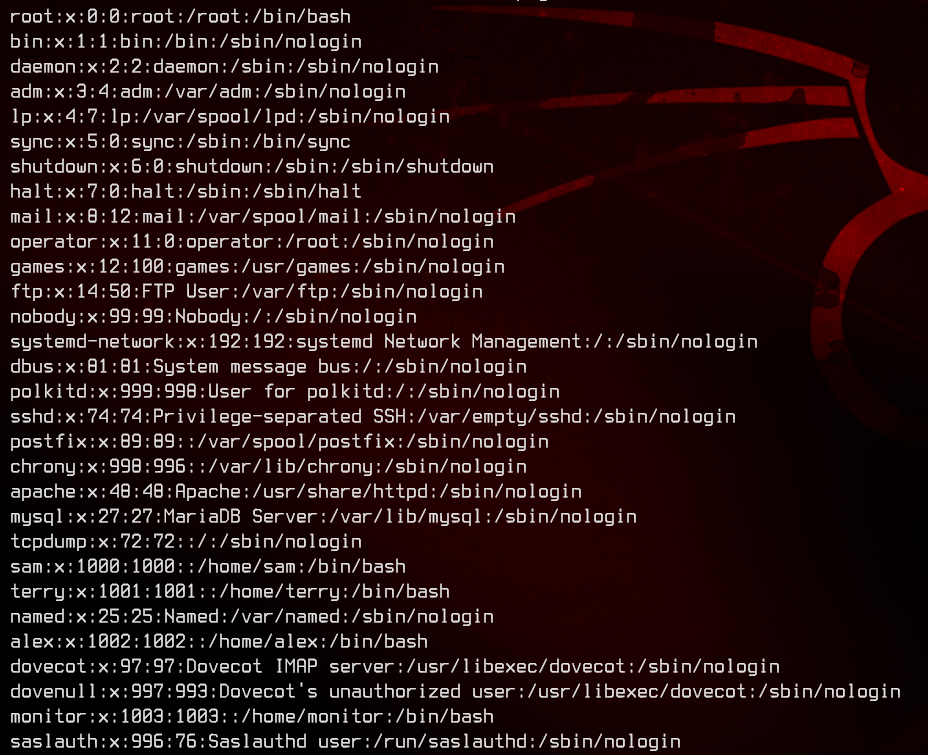 root:x:0:0:root:/root:/bin/bash
bin:x:1:1:bin:/bin:/sbin/nologin
daemon:x:2:2:daemon:/sbin:/sbin/nologin
adm:x:3:4:adm:/var/adm:/sbin/nologin
lp:x:4:7:lp:/var/spool/lpd:/sbin/nologin
sync:x:5:0:sync:/sbin:/bin/sync
shutdown:x:6:0:shutdown:/sbin:/sbin/shutdown
halt:x:7:0:halt:/sbin:/sbin/halt
mail:x:8:12:mail:/var/spool/mail:/sbin/nologin
operator:x:11:0:operator:/root:/sbin/nologin
games:x:12:100:games:/usr/games:/sbin/nologin
ftp:x:14:50:FTP User:/var/ftp:/sbin/nologin
nobody:x:99:99:Nobody:/:/sbin/nologin
systemd-network:x:192:192:systemd Network Management:/:/sbin/nologin
dbus:x:81:81:System message bus:/:/sbin/nologin
polkitd:x:999:998:User for polkitd:/:/sbin/nologin
sshd:x:74:74:Privilege-separated SSH:/var/empty/sshd:/sbin/nologin
postfix:x:89:89::/var/spool/postfix:/sbin/nologin
chrony:x:998:996::/var/lib/chrony:/sbin/nologin
apache:x:48:48:Apache:/usr/share/httpd:/sbin/nologin
mysql:x:27:27:MariaDB Server:/var/lib/mysql:/sbin/nologin
tcpdump:x:72:72::/:/sbin/nologin
sam:x:1000:1000::/home/sam:/bin/bash
terry:x:1001:1001::/home/terry:/bin/bash
named:x:25:25:Named:/var/named:/sbin/nologin
alex:x:1002:1002::/home/alex:/bin/bash
dovecot:x:97:97:Dovecot IMAP server:/usr/libexec/dovecot:/sbin/nologin
dovenull:x:997:993:Dovecot's unauthorized user:/usr/libexec/dovecot:/sbin/nologin
monitor:x:1003:1003::/home/monitor:/bin/bash
saslauth:x:996:76:Saslauthd user:/run/saslauthd:/sbin/nologin